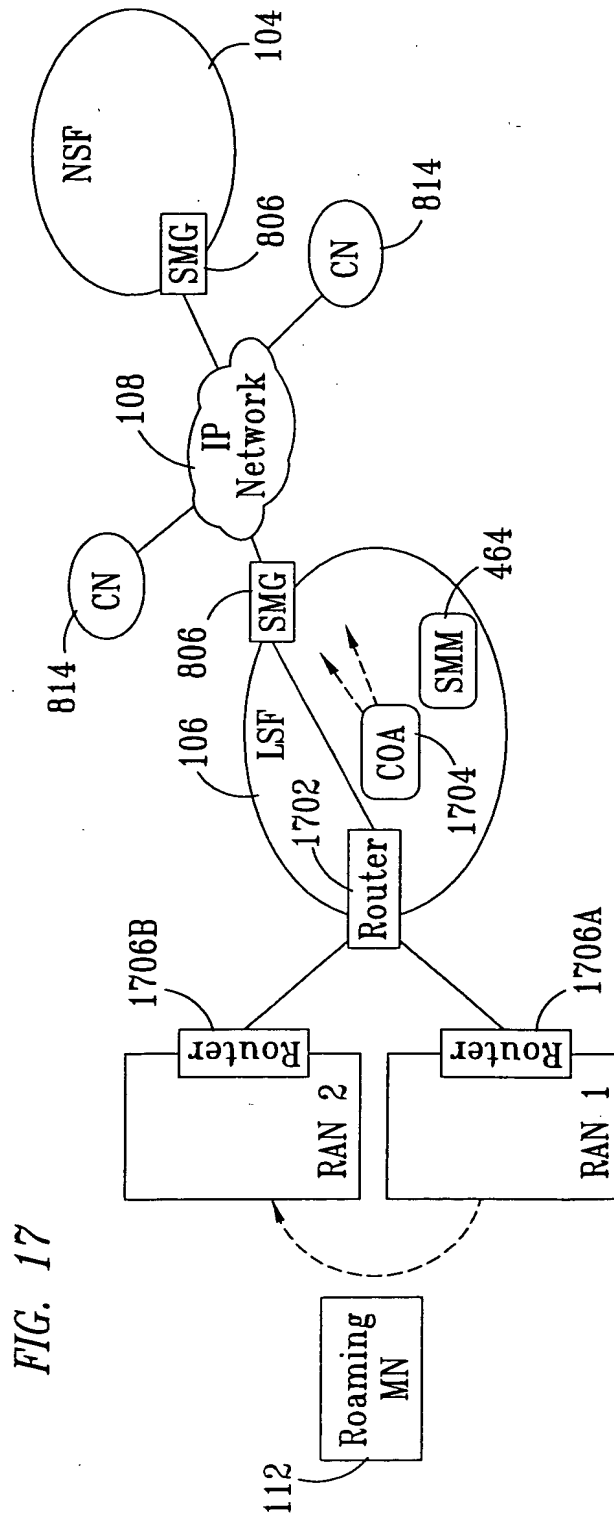 FIG. 17
112
Roaming
MN
RAN 2
Router
1706B
RAN 1
Router
1706A
Router
1702
106
LSF
COA
1704
SMM
464
SMG
806
CN
814
IP
Network
108
CN
814
SMG
806
NSF
104